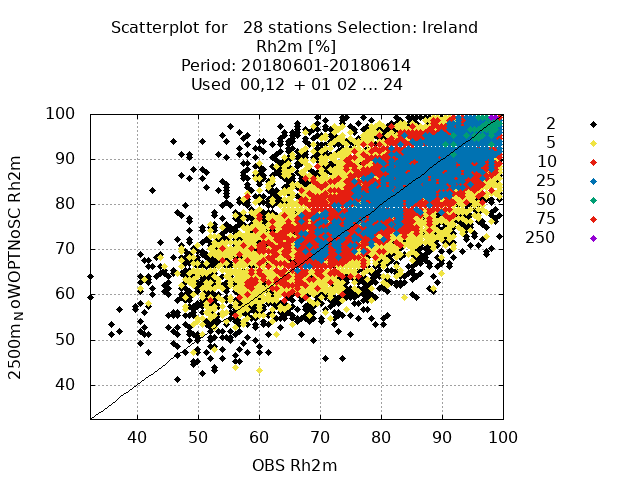 Scatterplot for 28 stations Selection: Ireland
Rh2m [%]
Period: 20180601-20180614
Used 00,12 + 01 02 ... 24
100
90
80
70
60
50
40
2500m_NoWOPTNoSC Rh2m
40 50 60 70 80 90 100
OBS Rh2m
2
5
10
25
50
75
250